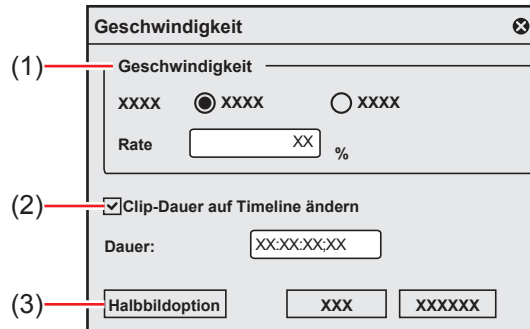 Geschwindigkeit
(1) Geschwindigkeit
XXXX XXXX XXXX
Rate XX %
(2) Clip-Dauer auf Timeline ändern
Dauer: XX:XX:XX;XX
(3) Halbbildoption XXX XXXXXX